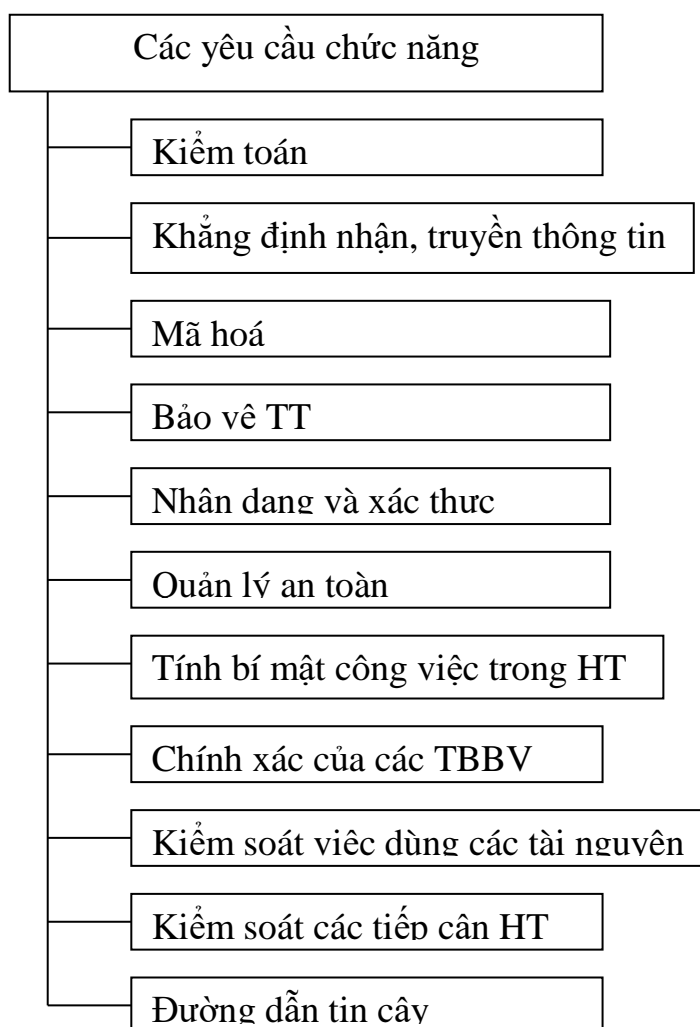 Các yêu cầu chức năng
Kiểm toán
Khẳng định nhận, truyền thông tin
Mã hoá
Bảo vê TT
Nhận dạng và xác thực
Quản lý an toàn
Tính bí mật công việc trong HT
Chính xác của các TBBV
Kiểm soát việc dùng các tài nguyên
Kiểm soát các tiếp cận HT
Đường dẫn tin cậy